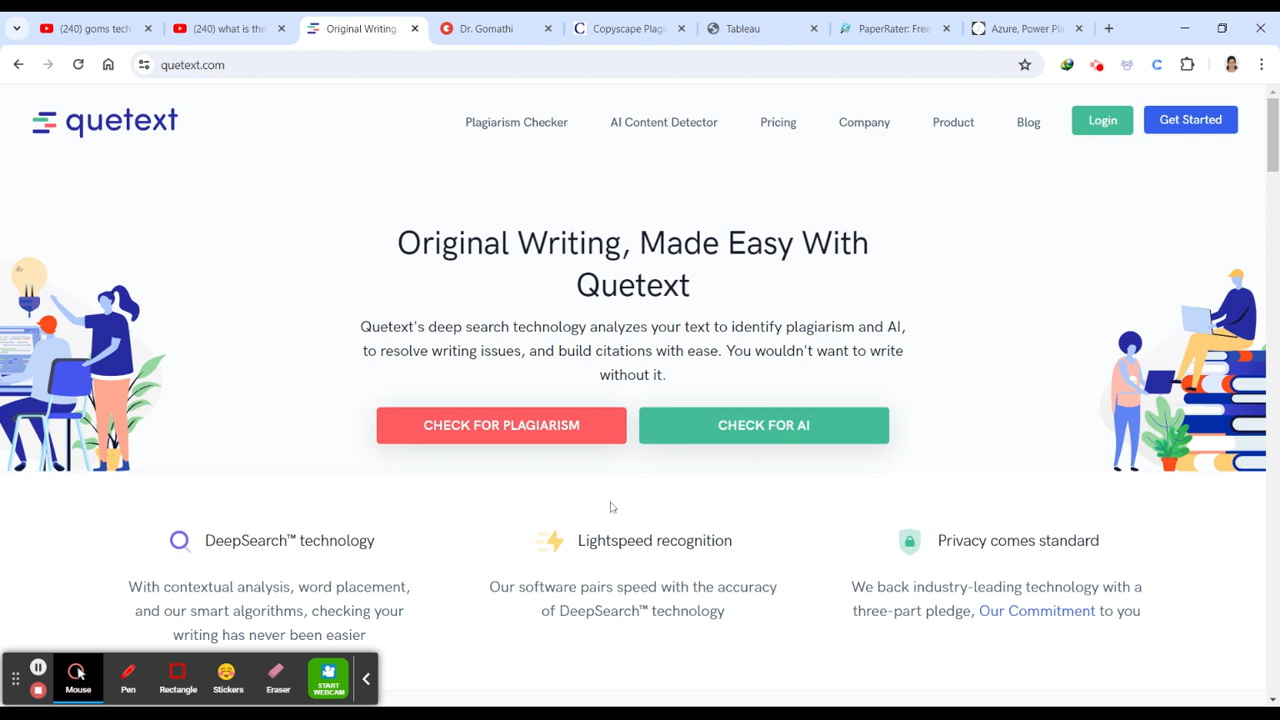 (240) goms tech
(240) what is the
Original Writing,
Dr. Gomathi
Copyscape Plagi
Tableau
PaperRater: Free
Azure, Power Pla
quetext.com
quetext
Plagiarism Checker
AI Content Detector
Pricing
Company
Product
Blog
Login
Get Started
Original Writing, Made Easy With
Quetext
Quetext's deep search technology analyzes your text to identify plagiarism and AI,
to resolve writing issues, and build citations with ease. You wouldn't want to write
without it.
CHECK FOR PLAGIARISM
CHECK FOR AI
DeepSearch™ technology
With contextual analysis, word placement,
and our smart algorithms, checking your
writing has never been easier
Lightspeed recognition
Our software pairs speed with the accuracy
of DeepSearch™ technology
Privacy comes standard
We back industry-leading technology with a
three-part pledge, Our Commitment to you
Mouse
Pen
Rectangle
Stickers
Eraser
START
WEBCAM